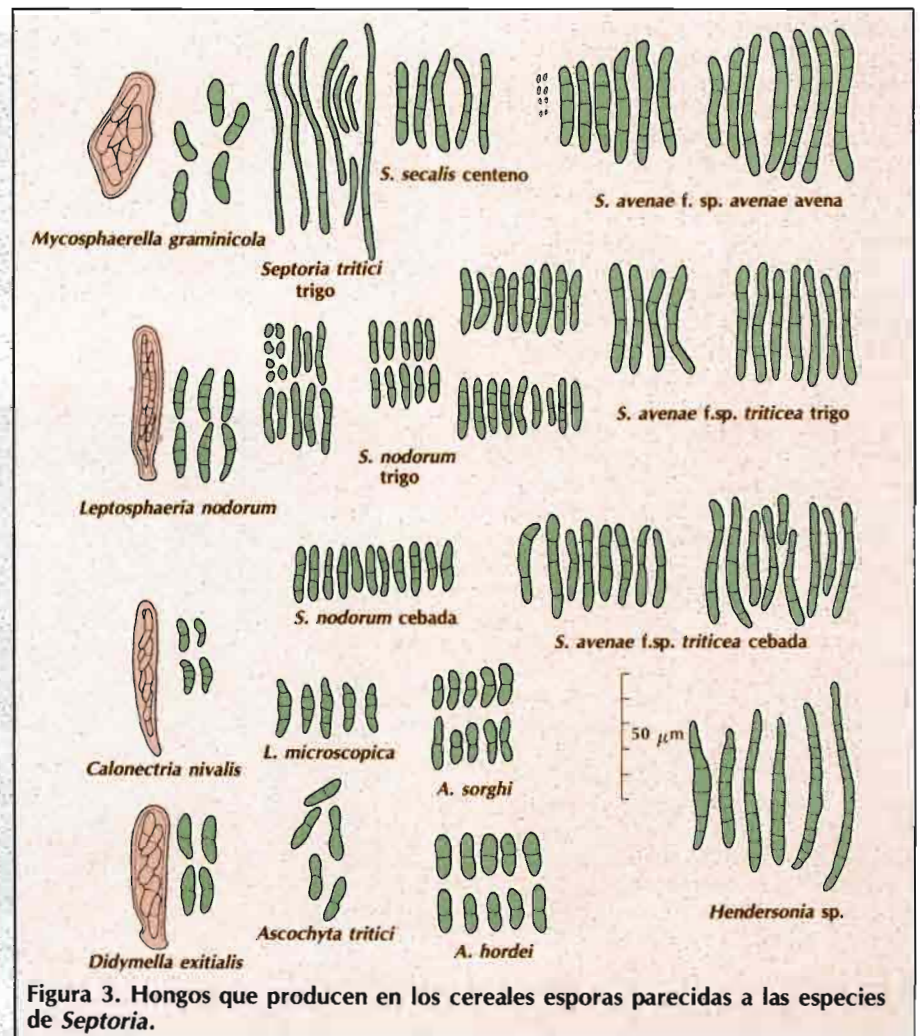 S. secalis centeno
S. avenae f. sp. avenae avena
Mycosphaerella graminicola
Septoria tritici
trigo
S. avenae f.sp. triticea trigo
S. nodorum
trigo
Leptosphaeria nodorum
S. nodorum cebada
S. avenae f.sp. triticea cebada
50 μm
L. microscopica
Calonectria nivalis
A. sorghi
Hendersonia sp.
Ascochyta tritici
A. hordei
Didymella exitialis
Figura 3. Hongos que producen en los cereales esporas parecidas a las especies
de Septoria.